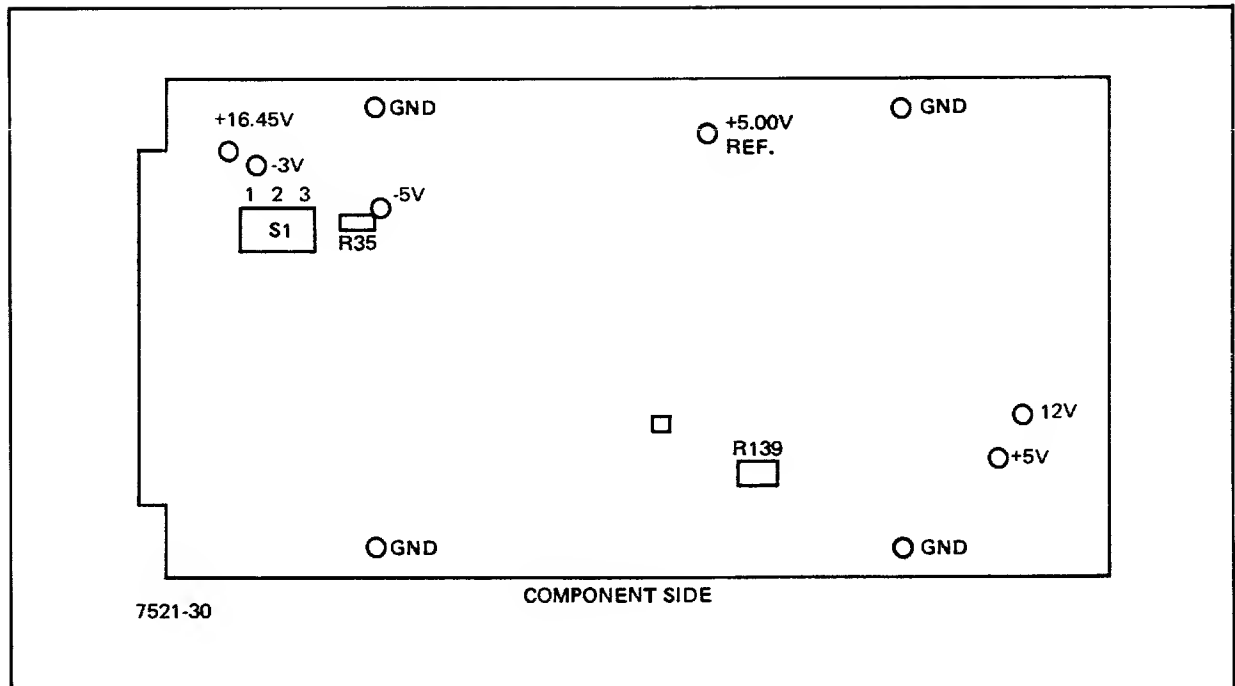 GND
GND
+16.45V
+5.00V
REF.
-3V
1 2 3
-5V
S1
R35
12V
R139
+5V
GND
GND
COMPONENT SIDE
7521-30